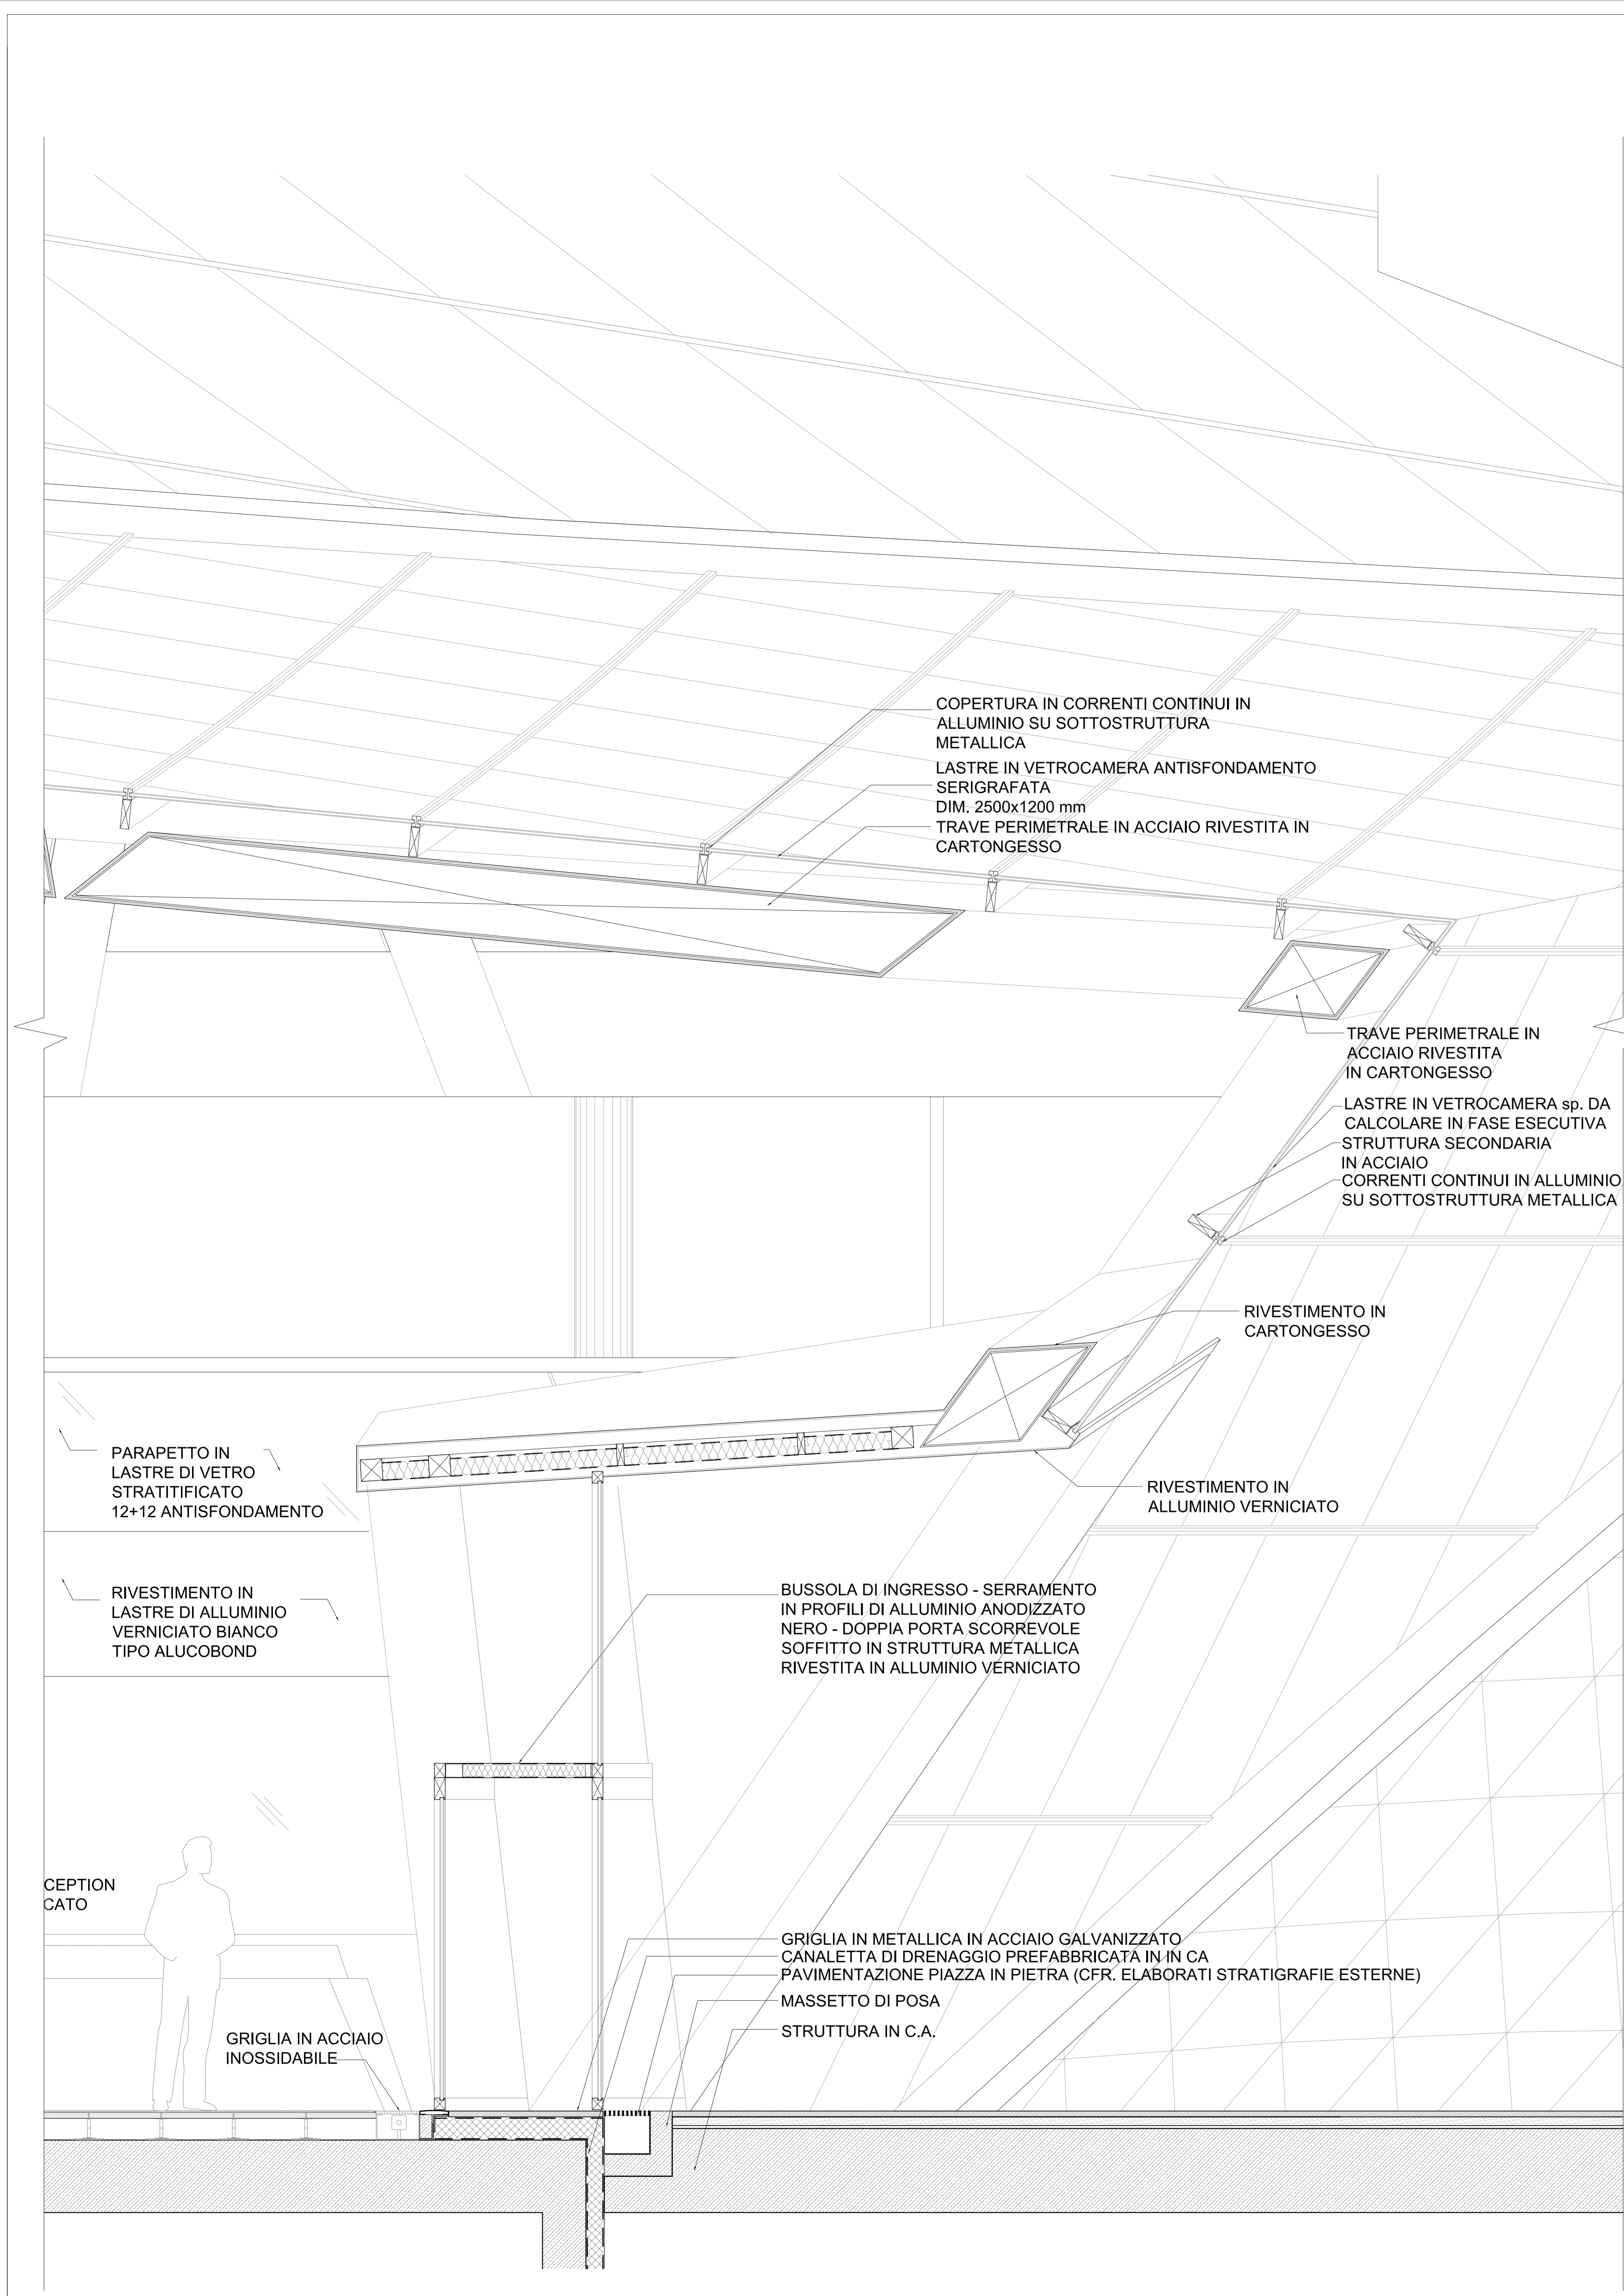 COPERTURA IN CORRENTI CONTINUI IN
ALLUMINIO SU SOTTOSTRUTTURA
METALLICA
LASTRE IN VETROCAMERA ANTISFONDAMENTO
SERIGRAFATA
DIM. 2500x1200 mm
TRAVE PERIMETRALE IN ACCIAIO RIVESTITA IN
CARTONGESSO
TRAVE PERIMETRALE IN
ACCIAIO RIVESTITA
IN CARTONGESSO
LASTRE IN VETROCAMERA sp. DA
CALCOLARE IN FASE ESECUTIVA
STRUTTURA SECONDARIA
IN ACCIAIO
CORRENTI CONTINUI IN ALLUMINIO
SU SOTTOSTRUTTURA METALLICA
RIVESTIMENTO IN
CARTONGESSO
PARAPETTO IN
LASTRE DI VETRO
STRATITIFICATO
12+12 ANTISFONDAMENTO
RIVESTIMENTO IN
ALLUMINIO VERNICIATO
RIVESTIMENTO IN
LASTRE DI ALLUMINIO
VERNICIATO BIANCO
TIPO ALUCOBOND
BUSSOLA DI INGRESSO - SERRAMENTO
IN PROFILI DI ALLUMINIO ANODIZZATO
NERO - DOPPIA PORTA SCORREVOLE
SOFFITTO IN STRUTTURA METALLICA
RIVESTITA IN ALLUMINIO VERNICIATO
CEPTION
CATO
GRIGLIA IN METALLICA IN ACCIAIO GALVANIZZATO
CANALETTA DI DRENAGGIO PREFABBRICATA IN IN CA
PAVIMENTAZIONE PIAZZA IN PIETRA (CFR. ELABORATI STRATIGRAFIE ESTERNE)
MASSETTO DI POSA
STRUTTURA IN C.A.
GRIGLIA IN ACCIAIO
INOSSIDABILE